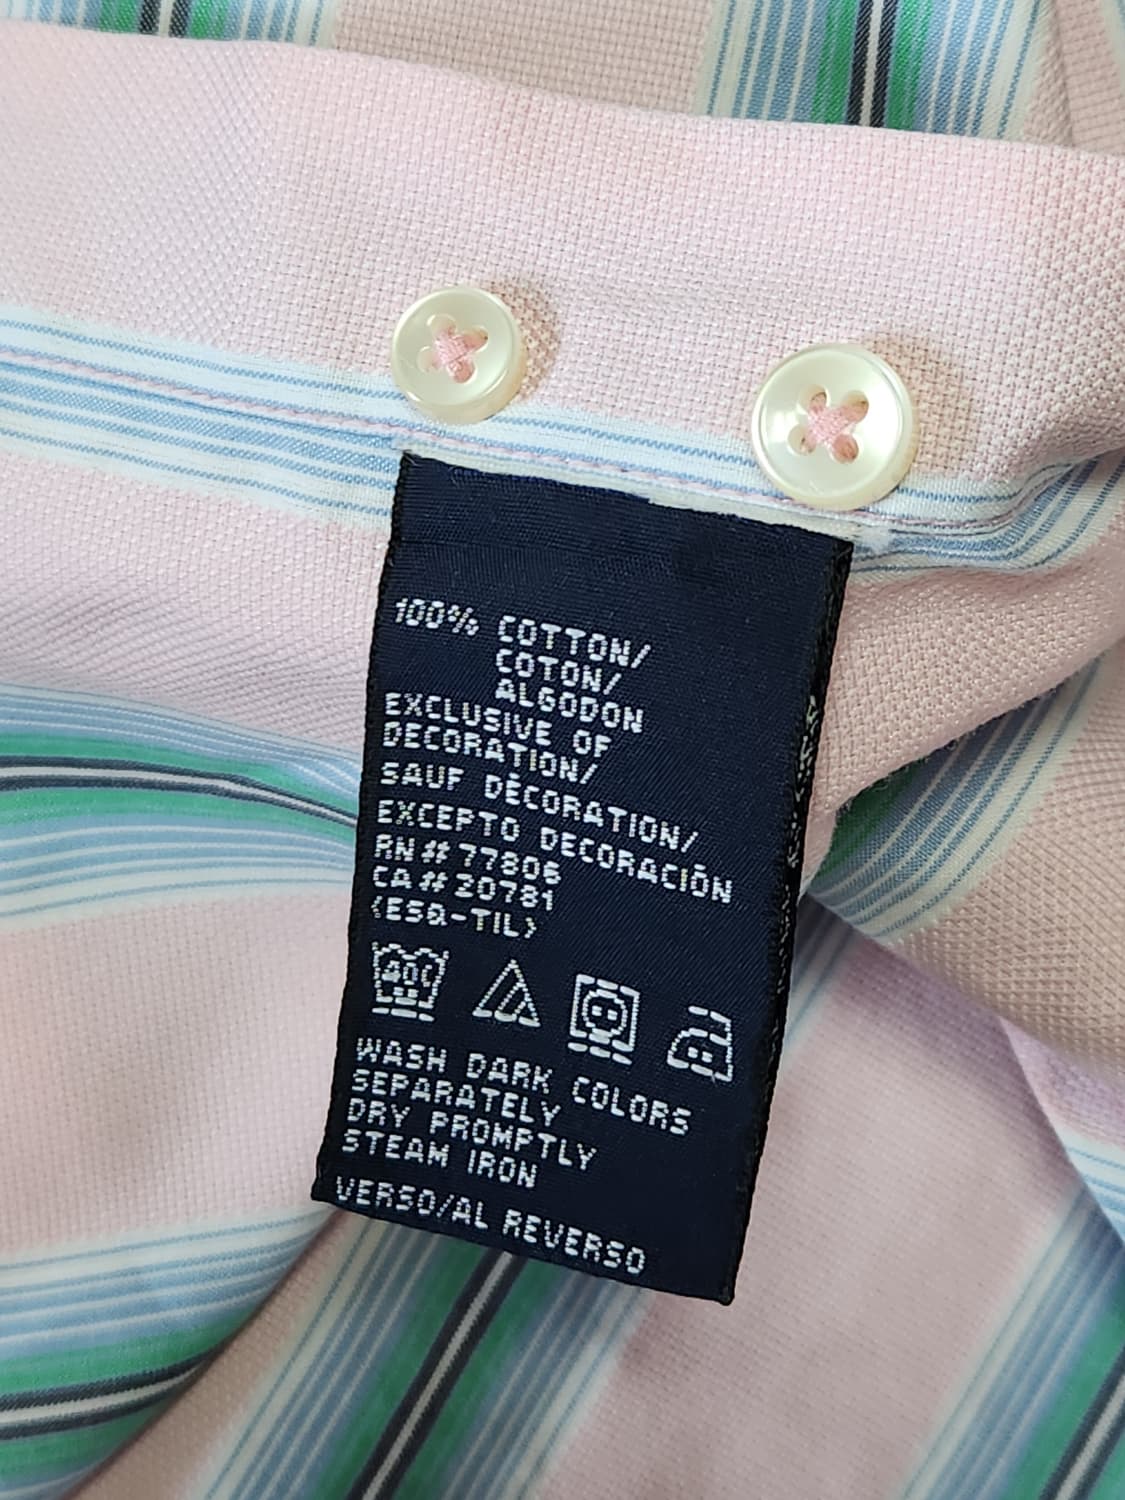 100% COTTON/
COTON/
ALGODON
EXCLUSIVE OF
DECORATION/
SAUF DÉCORATION/
EXCEPTO DECORACIÓN
RN # 77806
CA # 20781
(ESQ-TIL)
40C
WASH DARK COLORS
SEPARATELY
DRY PROMPTLY
STEAM IRON
VERSO/AL REVERSO